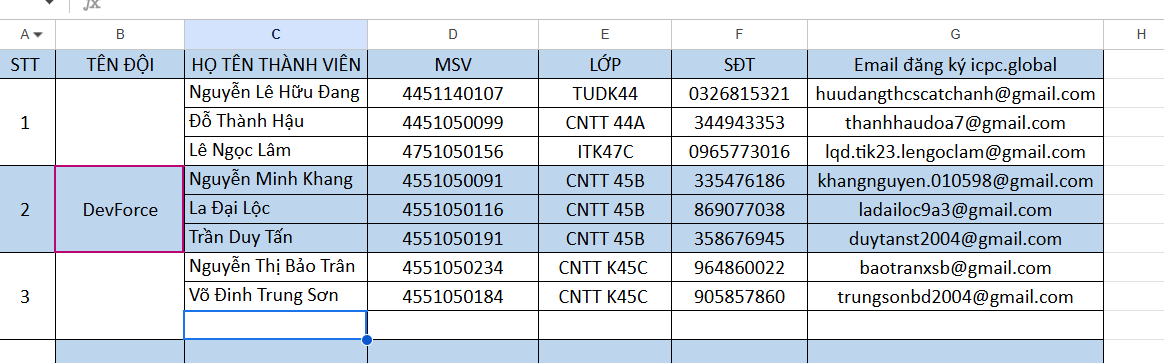 fx
A B C D E F G H
STT TÊN ĐỘI HỌ TÊN THÀNH VIÊN MSV LỚP SĐT Email đăng ký icpc.global
Nguyễn Lê Hữu Đang 4451140107 TUDK44 0326815321 huudangthcscatchanh@gmail.com
1 Đỗ Thành Hậu 4451050099 CNTT 44A 344943353 thanhhaudoa7@gmail.com
Lê Ngọc Lâm 4751050156 ITK47C 0965773016 lqd.tik23.lengoclam@gmail.com
Nguyễn Minh Khang 4551050091 CNTT 45B 335476186 khangnguyen.010598@gmail.com
2 DevForce La Đại Lộc 4551050116 CNTT 45B 869077038 ladailoc9a3@gmail.com
Trần Duy Tấn 4551050191 CNTT 45B 358676945 duytanst2004@gmail.com
Nguyễn Thị Bảo Trân 4551050234 CNTT K45C 964860022 baotranxsb@gmail.com
3 Võ Đinh Trung Sơn 4551050184 CNTT K45C 905857860 trungsonbd2004@gmail.com